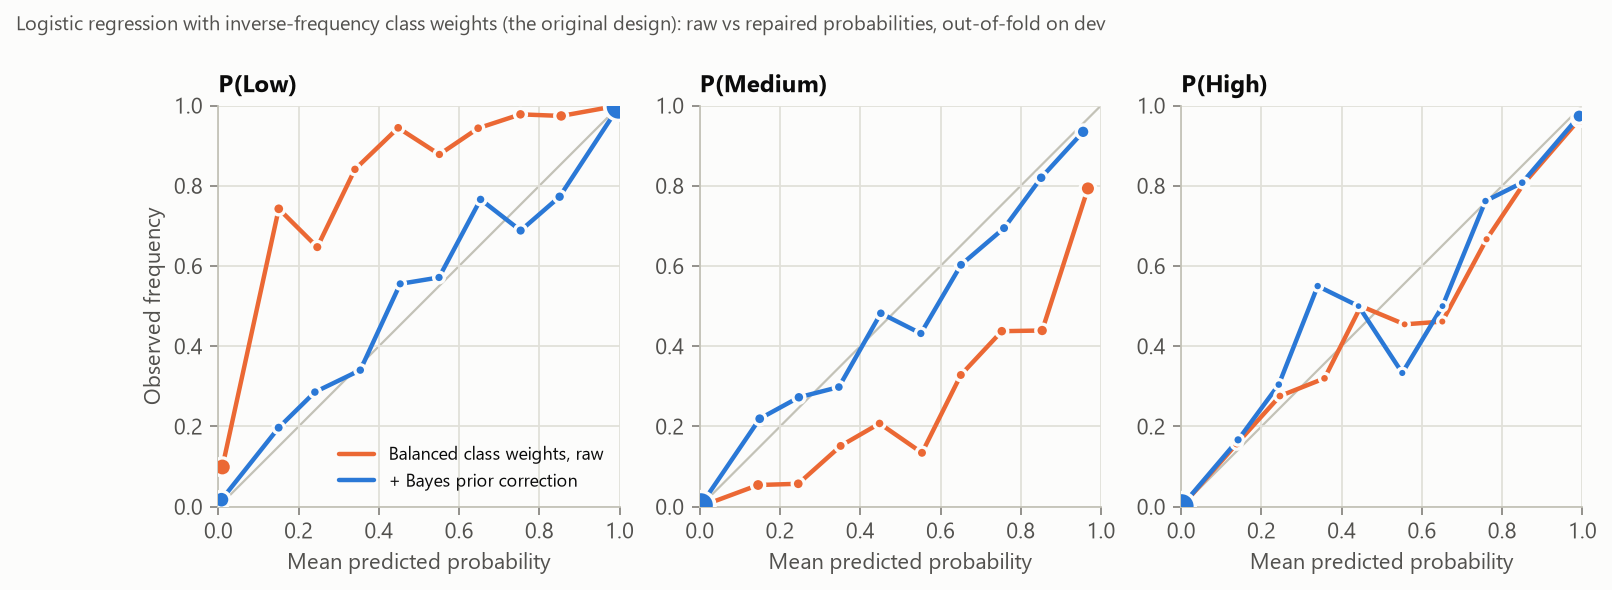 Logistic regression with inverse-frequency class weights (the original design): raw vs repaired probabilities, out-of-fold on dev
P(Low)
P(Medium)
P(High)
1.0
0.8
0.6
0.4
0.2
0.0
Observed frequency
Balanced class weights, raw
+ Bayes prior correction
0.0 0.2 0.4 0.6 0.8 1.0
Mean predicted probability
1.0
0.8
0.6
0.4
0.2
0.0
0.0 0.2 0.4 0.6 0.8 1.0
Mean predicted probability
1.0
0.8
0.6
0.4
0.2
0.0
0.0 0.2 0.4 0.6 0.8 1.0
Mean predicted probability